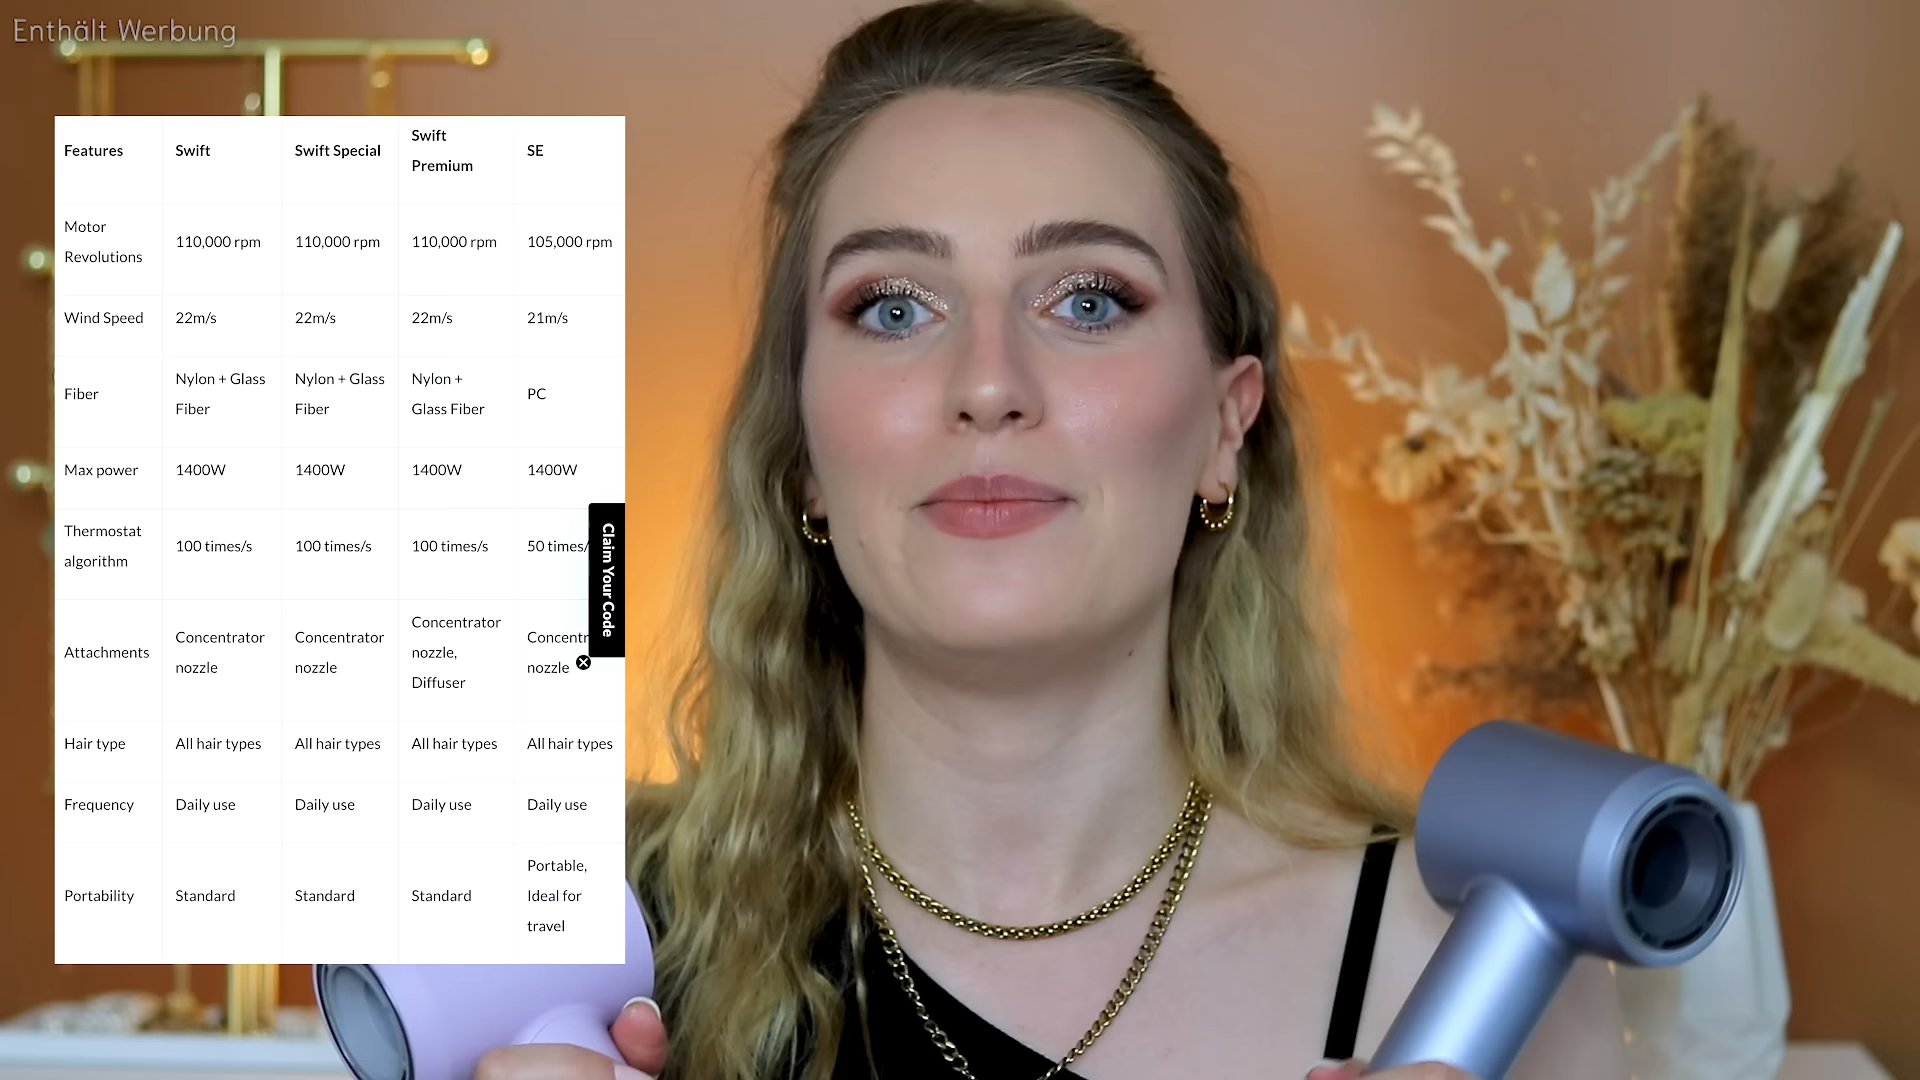 Enthält Werbung
Features Swift Swift Special Swift Premium SE
Motor Revolutions 110,000 rpm 110,000 rpm 110,000 rpm 105,000 rpm
Wind Speed 22m/s 22m/s 22m/s 21m/s
Fiber Nylon + Glass Fiber Nylon + Glass Fiber Nylon + Glass Fiber PC
Max power 1400W 1400W 1400W 1400W
Thermostat algorithm 100 times/s 100 times/s 100 times/s 50 times/
Attachments Concentrator nozzle Concentrator nozzle Concentrator nozzle, Diffuser Concentr nozzle
Hair type All hair types All hair types All hair types All hair types
Frequency Daily use Daily use Daily use Daily use
Portability Standard Standard Standard Portable, Ideal for travel
Claim Your Code